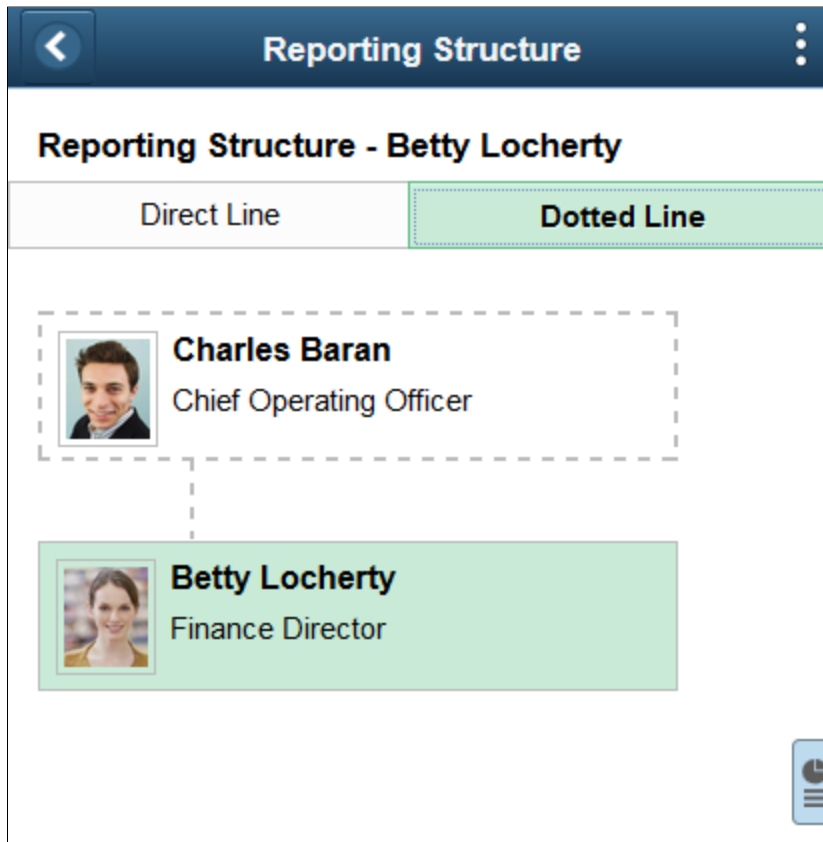 Reporting Structure
Reporting Structure - Betty Locherty
Direct Line
Dotted Line
Charles Baran
Chief Operating Officer
Betty Locherty
Finance Director